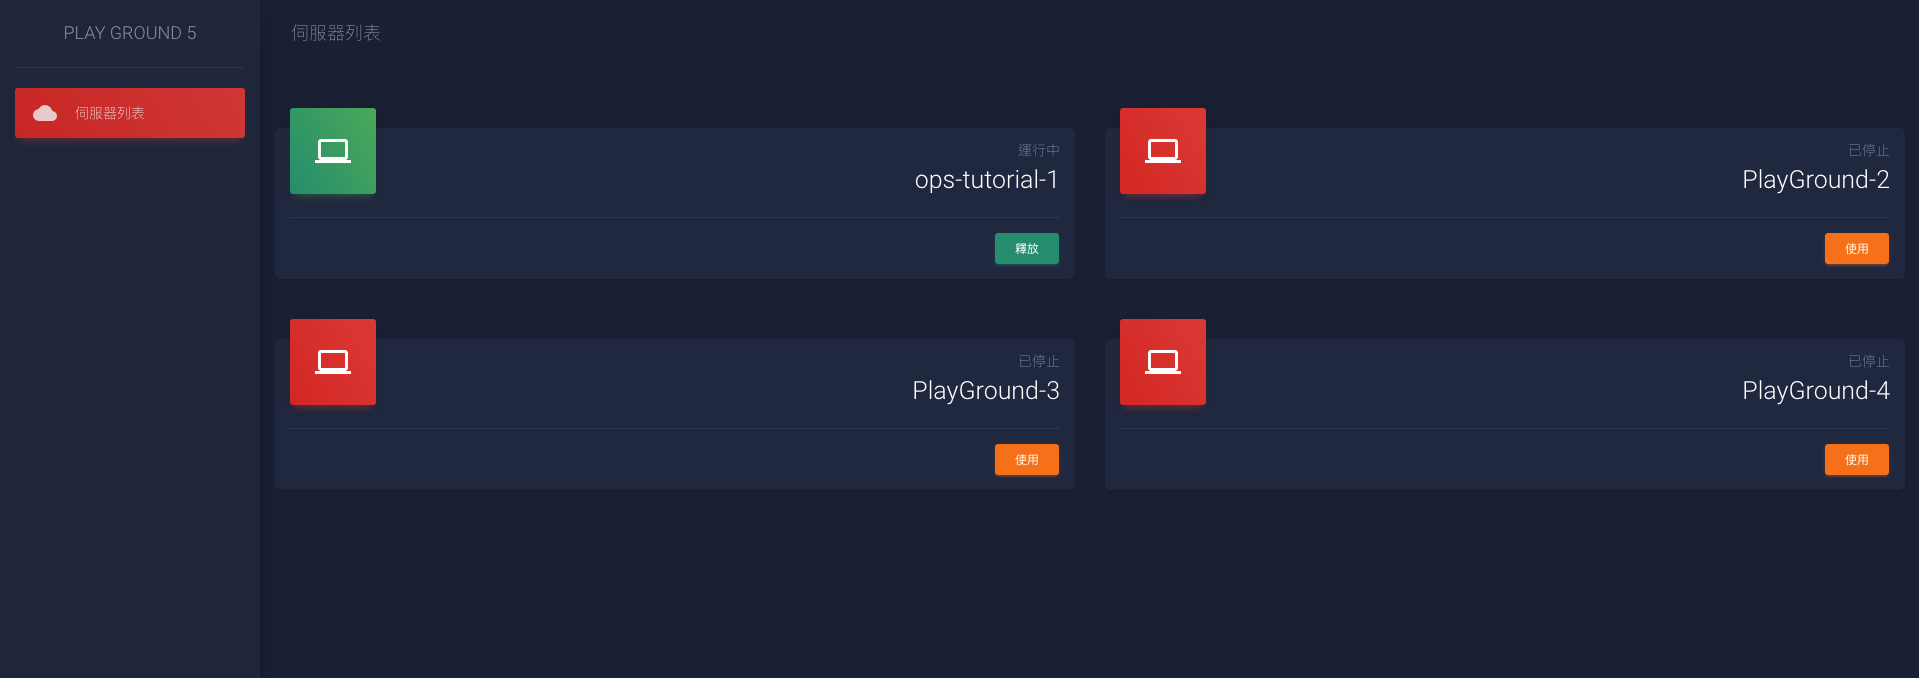 PLAY GROUND 5
伺服器列表
伺服器列表
運行中
ops-tutorial-1
釋放
已停止
PlayGround-2
使用
已停止
PlayGround-3
使用
已停止
PlayGround-4
使用